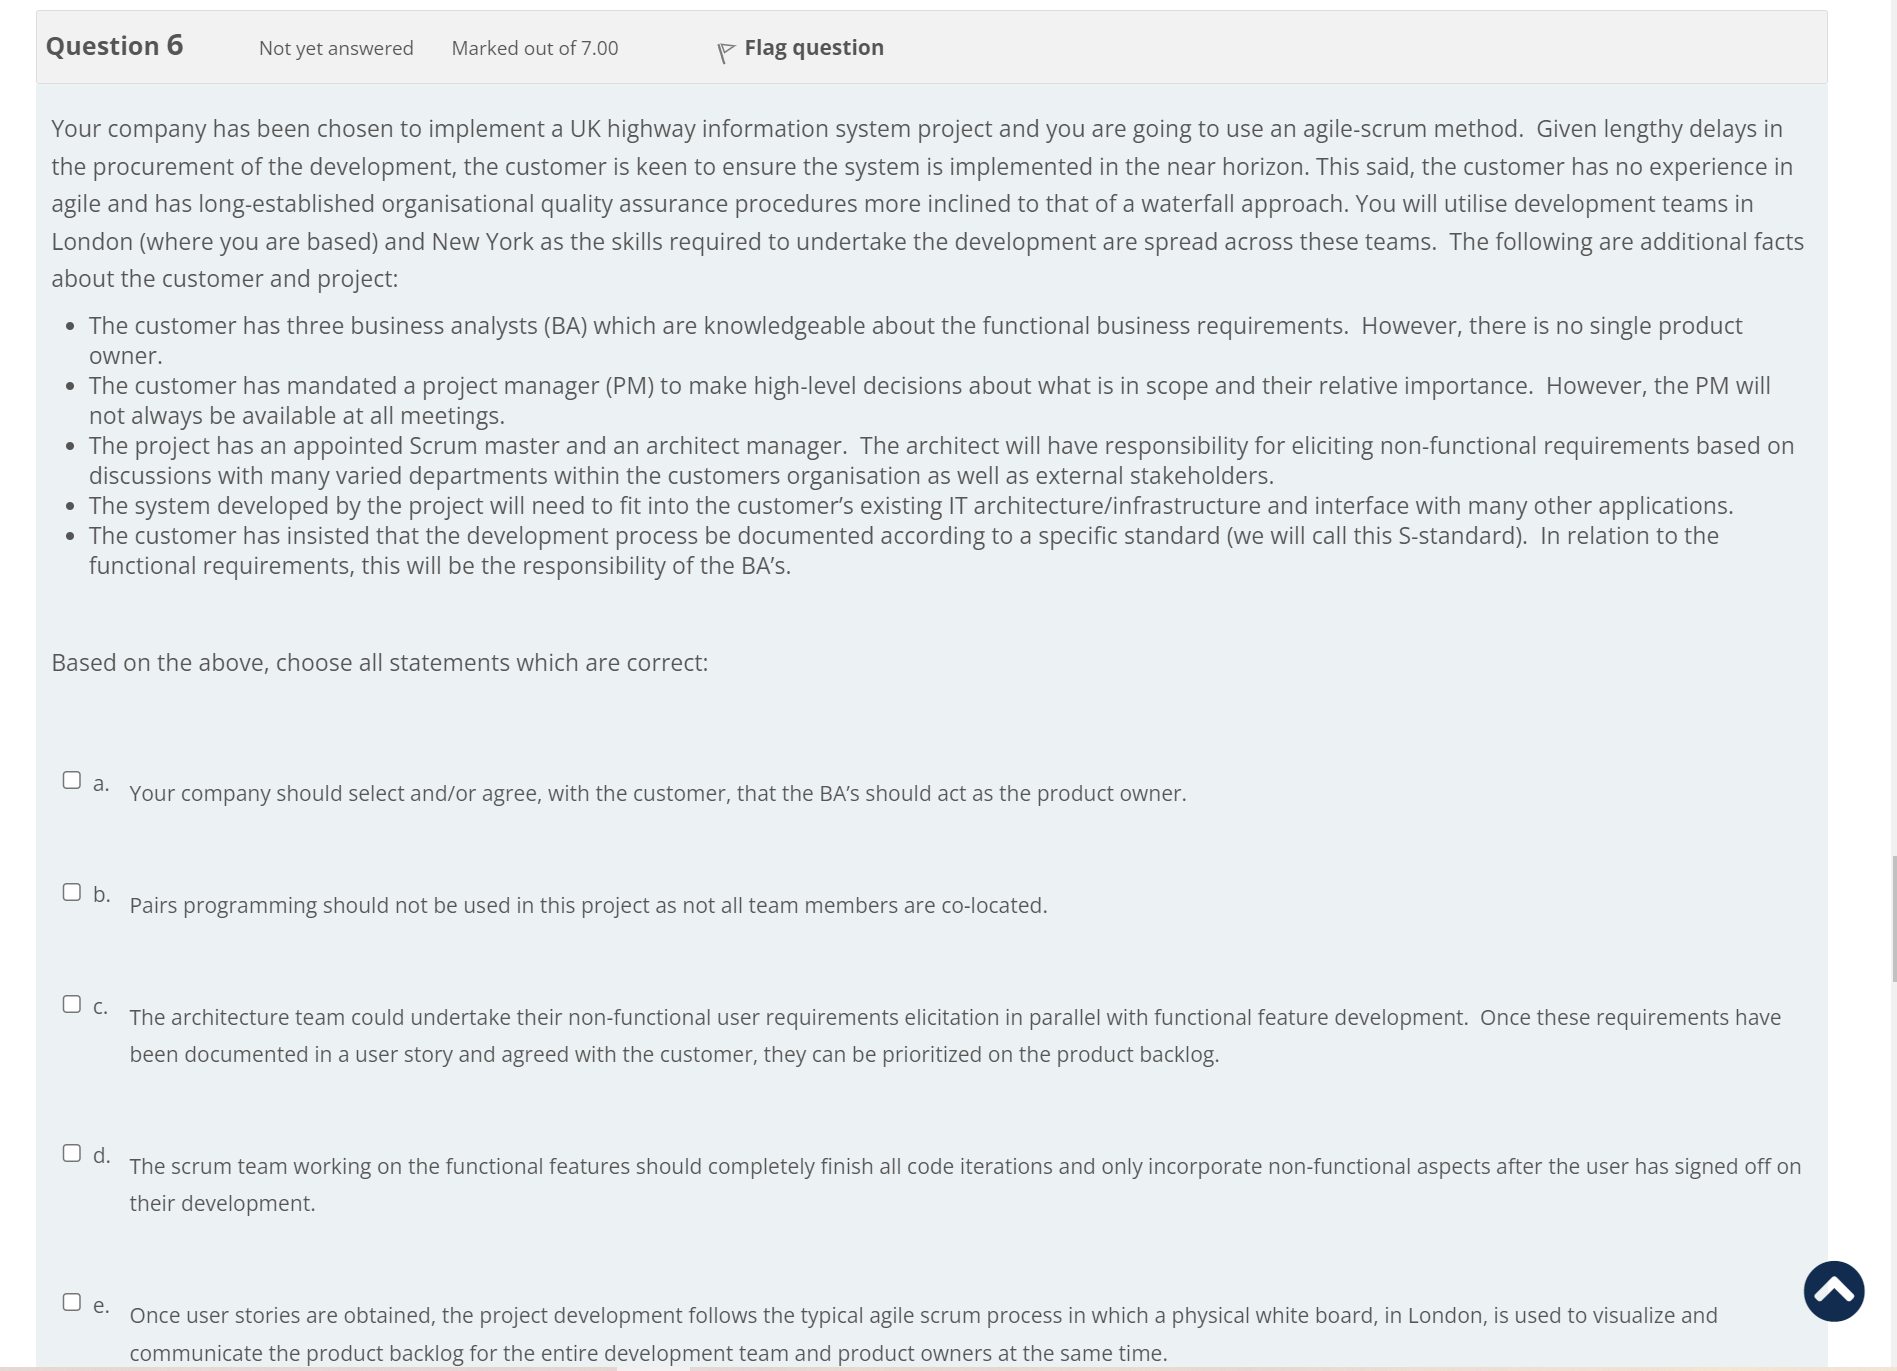 Question 6
Not yet answered
Marked out of 7.00
Flag question
Your company has been chosen to implement a UK highway information system project and you are going to use an agile-scrum method.  Given lengthy delays in
the procurement of the development, the customer is keen to ensure the system is implemented in the near horizon. This said, the customer has no experience in
agile and has long-established organisational quality assurance procedures more inclined to that of a waterfall approach. You will utilise development teams in
London (where you are based) and New York as the skills required to undertake the development are spread across these teams.  The following are additional facts
about the customer and project:
• The customer has three business analysts (BA) which are knowledgeable about the functional business requirements.  However, there is no single product
owner.
• The customer has mandated a project manager (PM) to make high-level decisions about what is in scope and their relative importance.  However, the PM will
not always be available at all meetings.
• The project has an appointed Scrum master and an architect manager.  The architect will have responsibility for eliciting non-functional requirements based on
discussions with many varied departments within the customers organisation as well as external stakeholders.
• The system developed by the project will need to fit into the customer’s existing IT architecture/infrastructure and interface with many other applications.
• The customer has insisted that the development process be documented according to a specific standard (we will call this S-standard).  In relation to the
functional requirements, this will be the responsibility of the BA’s.
Based on the above, choose all statements which are correct:
a. Your company should select and/or agree, with the customer, that the BA’s should act as the product owner.
b. Pairs programming should not be used in this project as not all team members are co-located.
c. The architecture team could undertake their non-functional user requirements elicitation in parallel with functional feature development.  Once these requirements have
been documented in a user story and agreed with the customer, they can be prioritized on the product backlog.
d. The scrum team working on the functional features should completely finish all code iterations and only incorporate non-functional aspects after the user has signed off on
their development.
e. Once user stories are obtained, the project development follows the typical agile scrum process in which a physical white board, in London, is used to visualize and
communicate the product backlog for the entire development team and product owners at the same time.